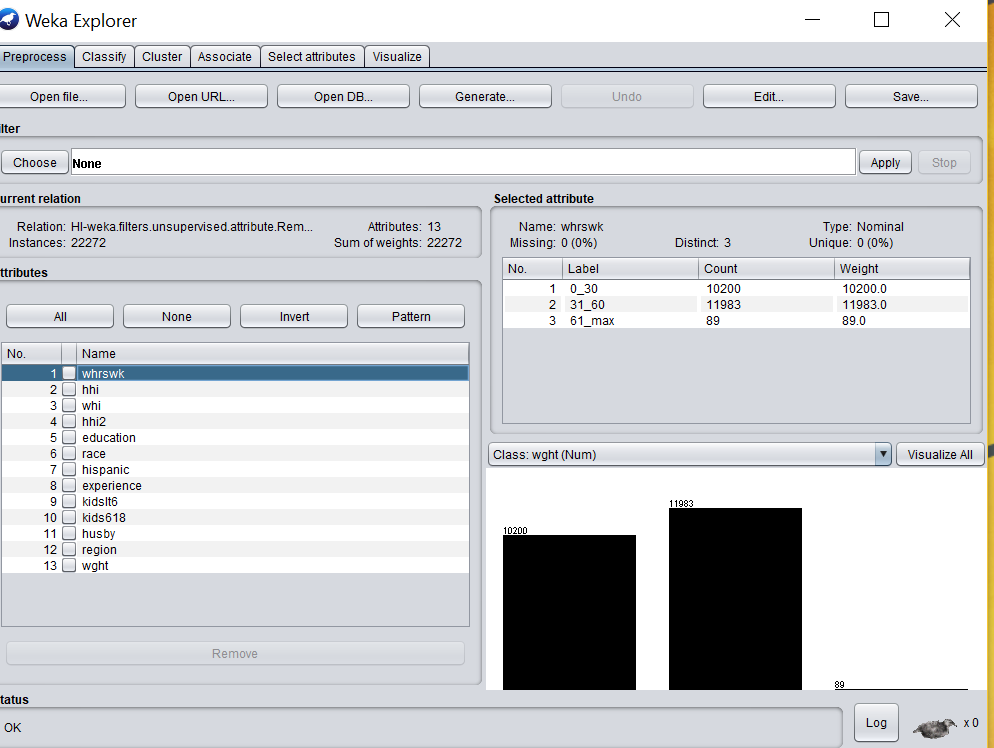 Weka Explorer
Preprocess Classify Cluster Associate Select attributes Visualize
Open file... Open URL... Open DB... Generate... Undo Edit... Save...
ilter
Choose None Apply Stop
urrent relation
Relation: HI-weka.filters.unsupervised.attribute.Rem... Attributes: 13
Instances: 22272 Sum of weights: 22272
ttributes
All None Invert Pattern
No. Name
1 whrswk
2 hhi
3 whi
4 hhi2
5 education
6 race
7 hispanic
8 experience
9 kidslt6
10 kids618
11 husby
12 region
13 wght
Remove
Selected attribute
Name: whrswk Type: Nominal
Missing: 0 (0%) Distinct: 3 Unique: 0 (0%)
No. Label Count Weight
1 0_30 10200 10200.0
2 31_60 11983 11983.0
3 61_max 89 89.0
Class: wght (Num) Visualize All
11983
10200
89
tatus
OK Log x 0